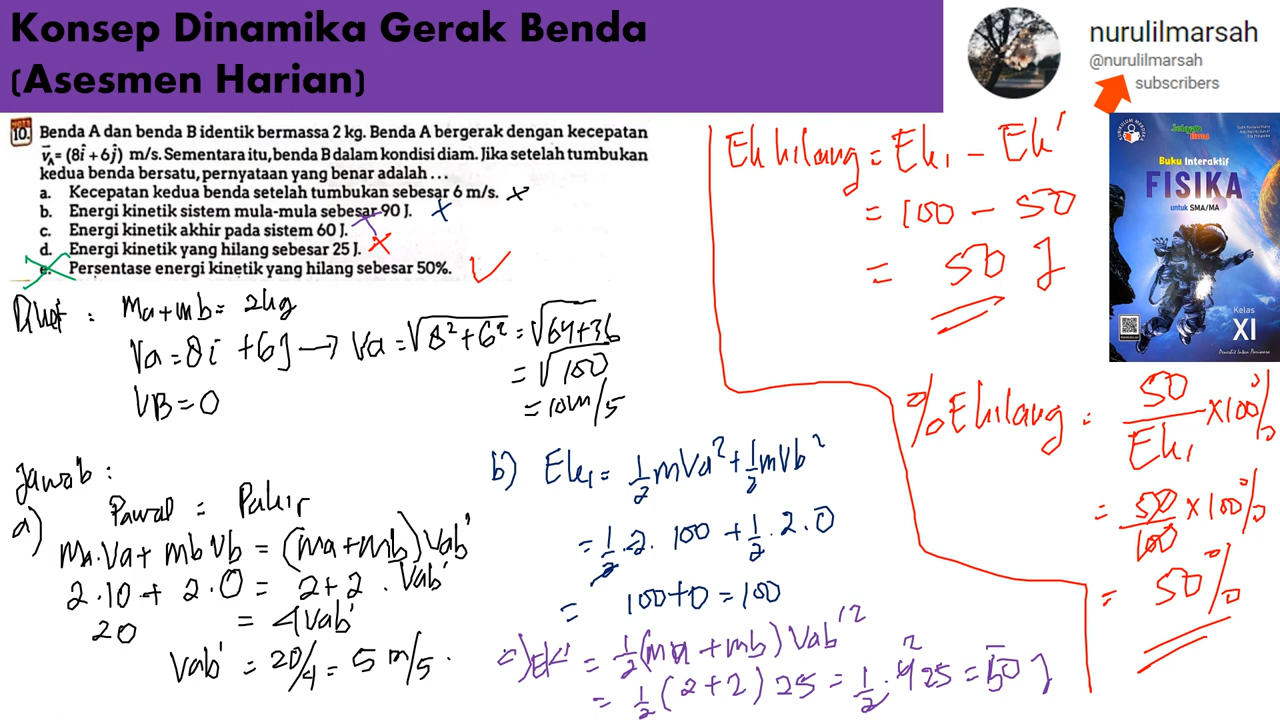 Konsep Dinamika Gerak Benda
(Asesmen Harian)
nurulilmarsah
@nurulilmarsah
subscribers
10. Benda A dan benda B identik bermassa 2 kg. Benda A bergerak dengan kecepatan
v⃗A = (8î + 6ĵ) m/s. Sementara itu, benda B dalam kondisi diam. Jika setelah tumbukan
kedua benda bersatu, pernyataan yang benar adalah . . .
a. Kecepatan kedua benda setelah tumbukan sebesar 6 m/s. x
b. Energi kinetik sistem mula-mula sebesar 90 J. x
c. Energi kinetik akhir pada sistem 60 J. x
d. Energi kinetik yang hilang sebesar 25 J. x
e. Persentase energi kinetik yang hilang sebesar 50%. ✓
Diket : Ma+mb = 2kg
Va = 8i + 6j → Va = √8²+6² = √64+36
= √100
= 10m/s
VB = 0
Jawab :
a) Pawal = Pakir
Ma.Va + mb Vb = (ma+mb) Vab'
2.10 + 2.0 = 2+2 . Vab'
20 = 4Vab'
Vab' = 20/4 = 5 m/s.
b) Ek₁ = 1/2 mVa² + 1/2 mVb²
= 1/2 . 2. 100 + 1/2 . 2. 0
= 100+0 = 100
c) Ek' = 1/2 (ma + mb) Vab'²
= 1/2 (2+2) 25 = 1/2 . 4 2 25 = 50 J
Ek hilang = Ek₁ - Ek'
= 100 - 50
= 50 J
% Ek hilang = 50/Ek₁ x 100%
= 50/100 x 100%
= 50%
KURIKULUM MERDEKA
Buku Interaktif
FISIKA
untuk SMA/MA
Kelas
XI